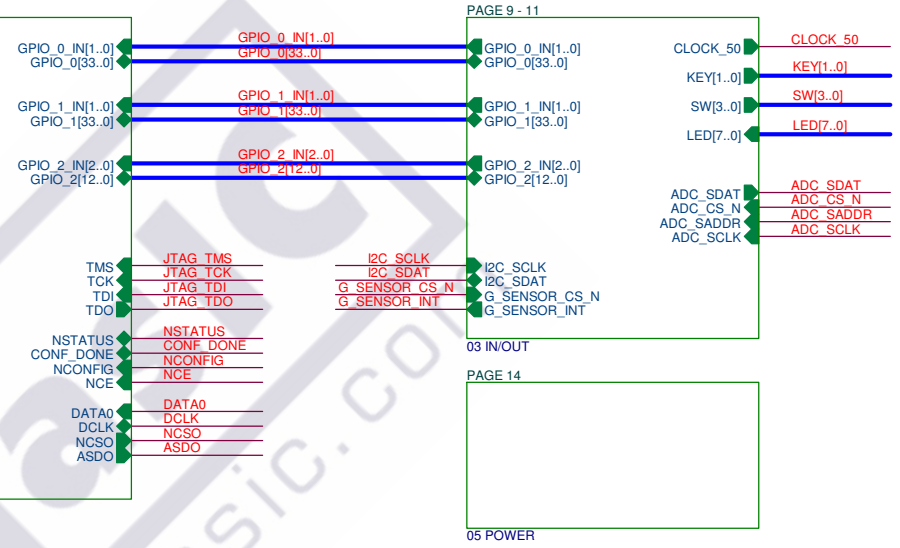 PAGE 9 - 11
GPIO_0_IN[1..0] GPIO_0_IN[1..0] GPIO_0_IN[1..0] CLOCK_50 CLOCK_50
GPIO_0[33..0] GPIO_0[33..0] GPIO_0[33..0]
KEY[1..0] KEY[1..0]
GPIO_1_IN[1..0] GPIO_1_IN[1..0] GPIO_1_IN[1..0] SW[3..0] SW[3..0]
GPIO_1[33..0] GPIO_1[33..0] GPIO_1[33..0]
LED[7..0] LED[7..0]
GPIO_2_IN[2..0] GPIO_2_IN[2..0] GPIO_2_IN[2..0]
GPIO_2[12..0] GPIO_2[12..0] GPIO_2[12..0]
ADC_SDAT ADC_SDAT
ADC_CS_N ADC_CS_N
ADC_SADDR ADC_SADDR
ADC_SCLK ADC_SCLK
TMS JTAG_TMS I2C_SCLK I2C_SCLK
TCK JTAG_TCK I2C_SDAT I2C_SDAT
TDI JTAG_TDI G_SENSOR_CS_N G_SENSOR_CS_N
TDO JTAG_TDO G_SENSOR_INT G_SENSOR_INT
NSTATUS NSTATUS
CONF_DONE CONF_DONE
03 IN/OUT
NCONFIG NCONFIG
NCE NCE
PAGE 14
DATA0 DATA0
DCLK DCLK
NCSO NCSO
ASDO ASDO
05 POWER
asic
asic.com